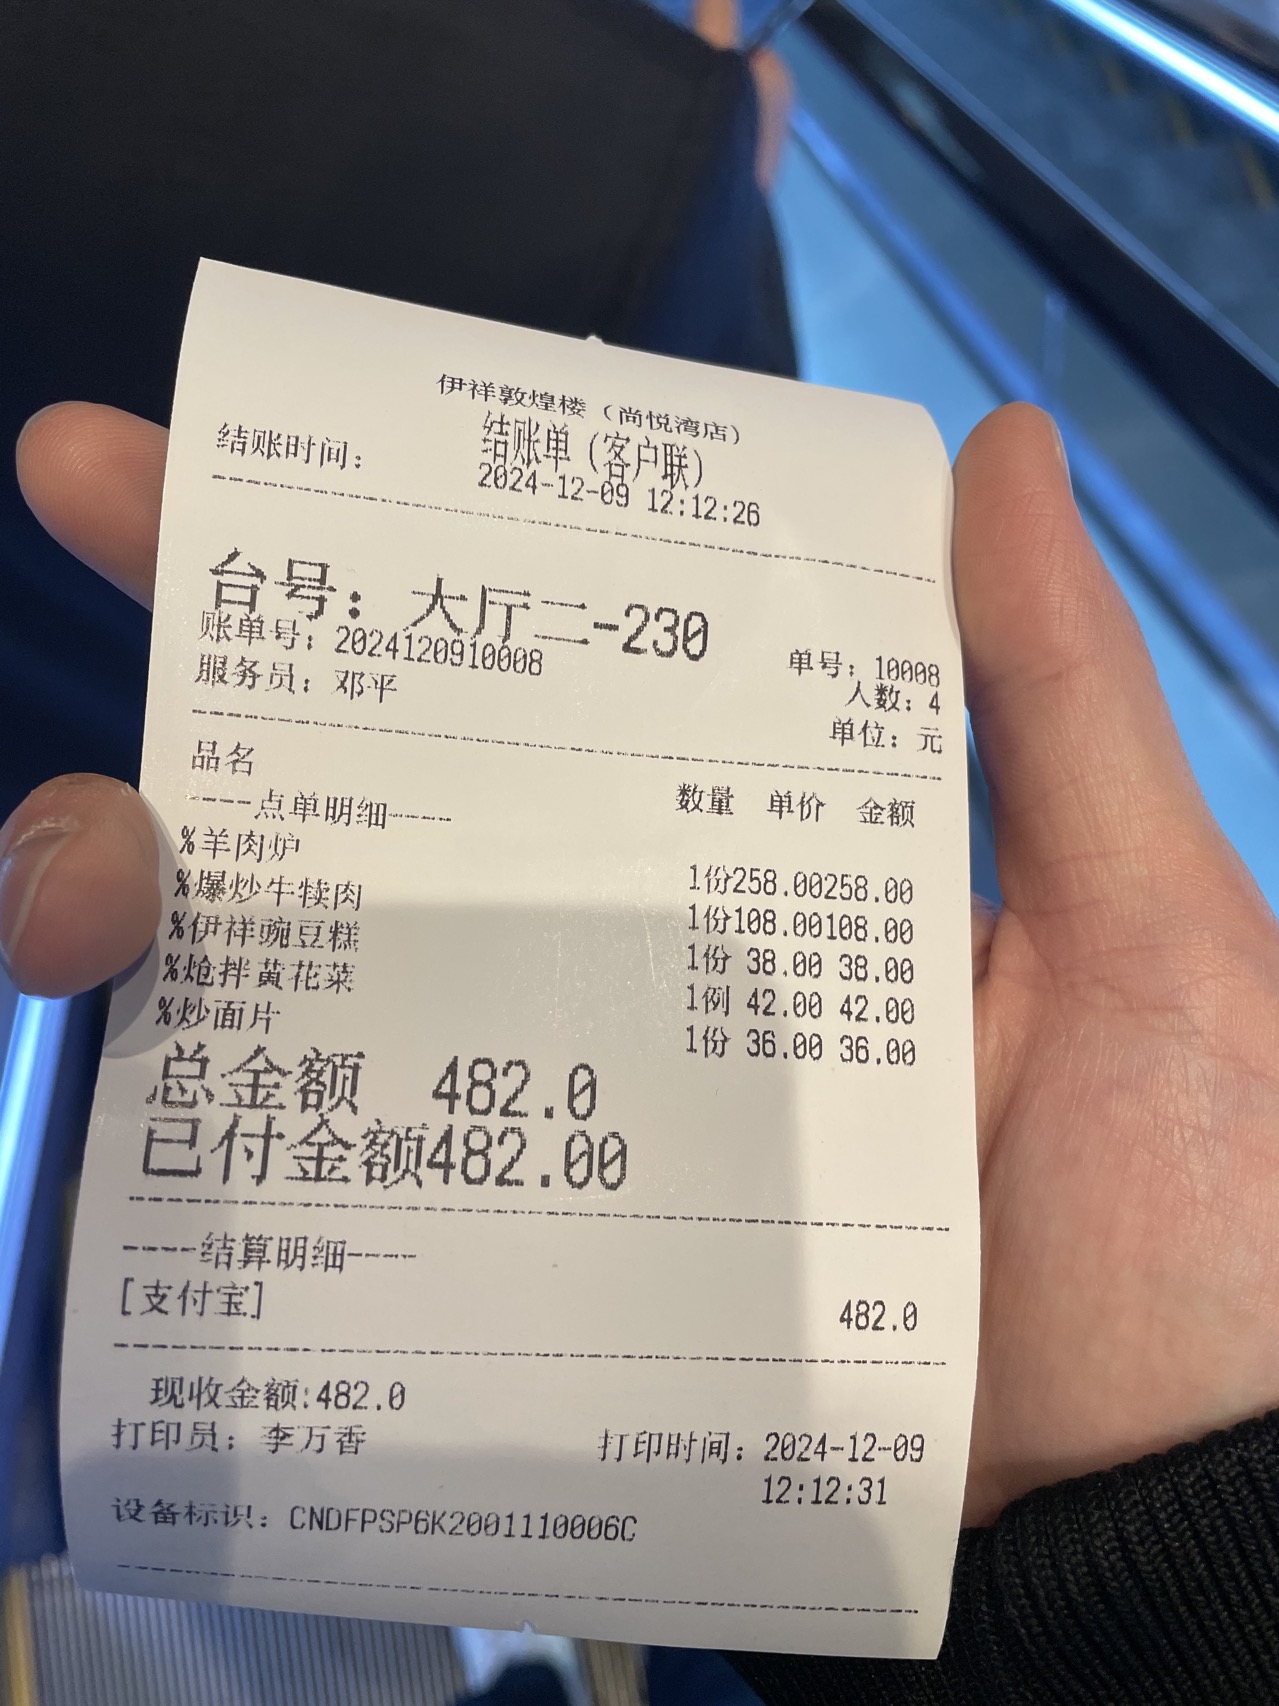 伊祥敦煌楼（尚悦湾店）
结账单（客户联）
结账时间： 2024-12-09 12:12:26
台号：大厅二-230
账单号：2024120910008 单号：10008
服务员：邓平 人数：4
单位：元
品名 数量 单价 金额
----点单明细----
%羊肉炉 1份258.00258.00
%爆炒牛犊肉 1份108.00108.00
%伊祥豌豆糕 1份 38.00 38.00
%炝拌黄花菜 1例 42.00 42.00
%炒面片 1份 36.00 36.00
总金额 482.0
已付金额482.00
----结算明细----
[支付宝] 482.0
现收金额:482.0
打印员：李万香 打印时间：2024-12-09
12:12:31
设备标识：CNDFPSP6K2001110006C